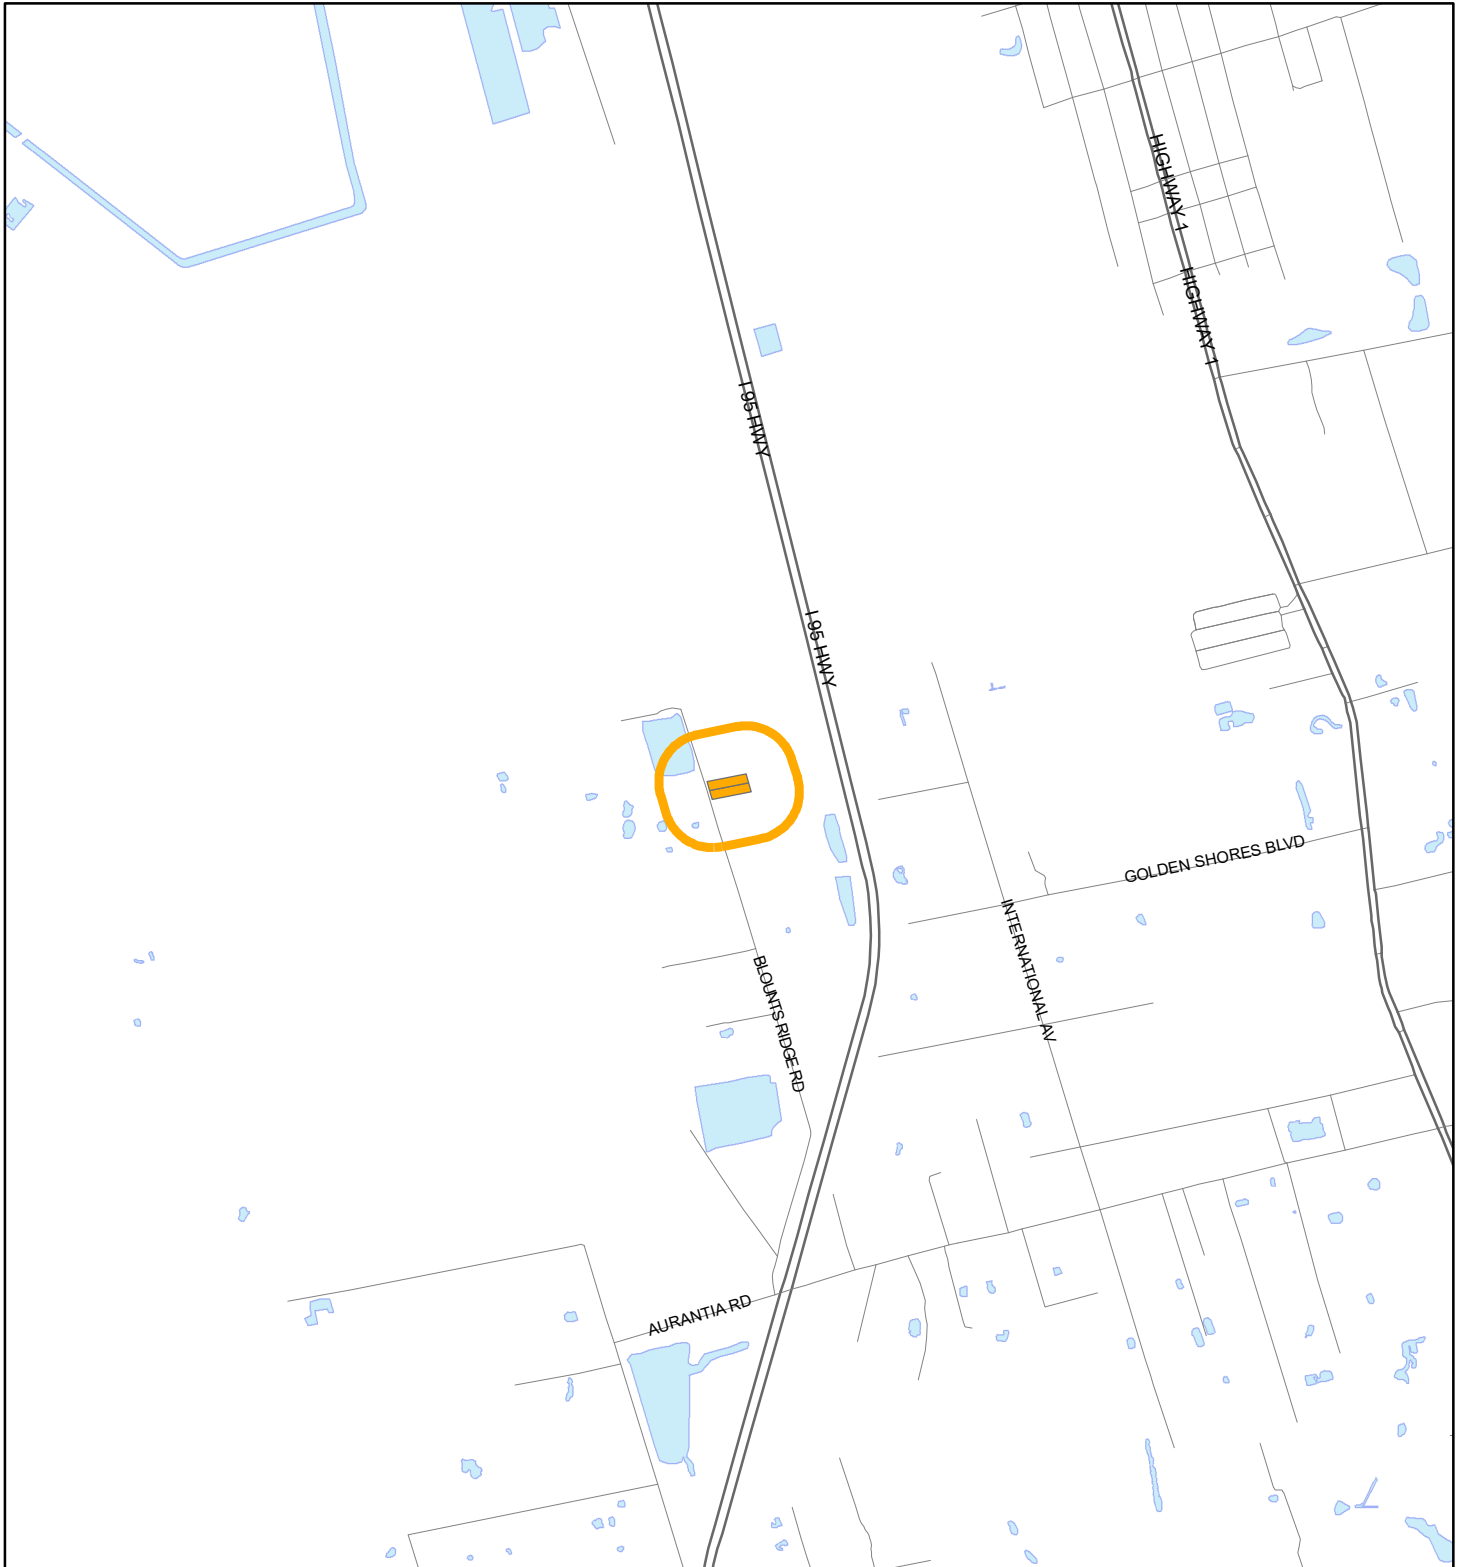 HIGHWAY 1
HIGHWAY 1
I 95 HWY
I 95 HWY
GOLDEN SHORES BLVD
INTERNATIONAL AV
BLOUNTS RIDGE RD
AURANTIA RD